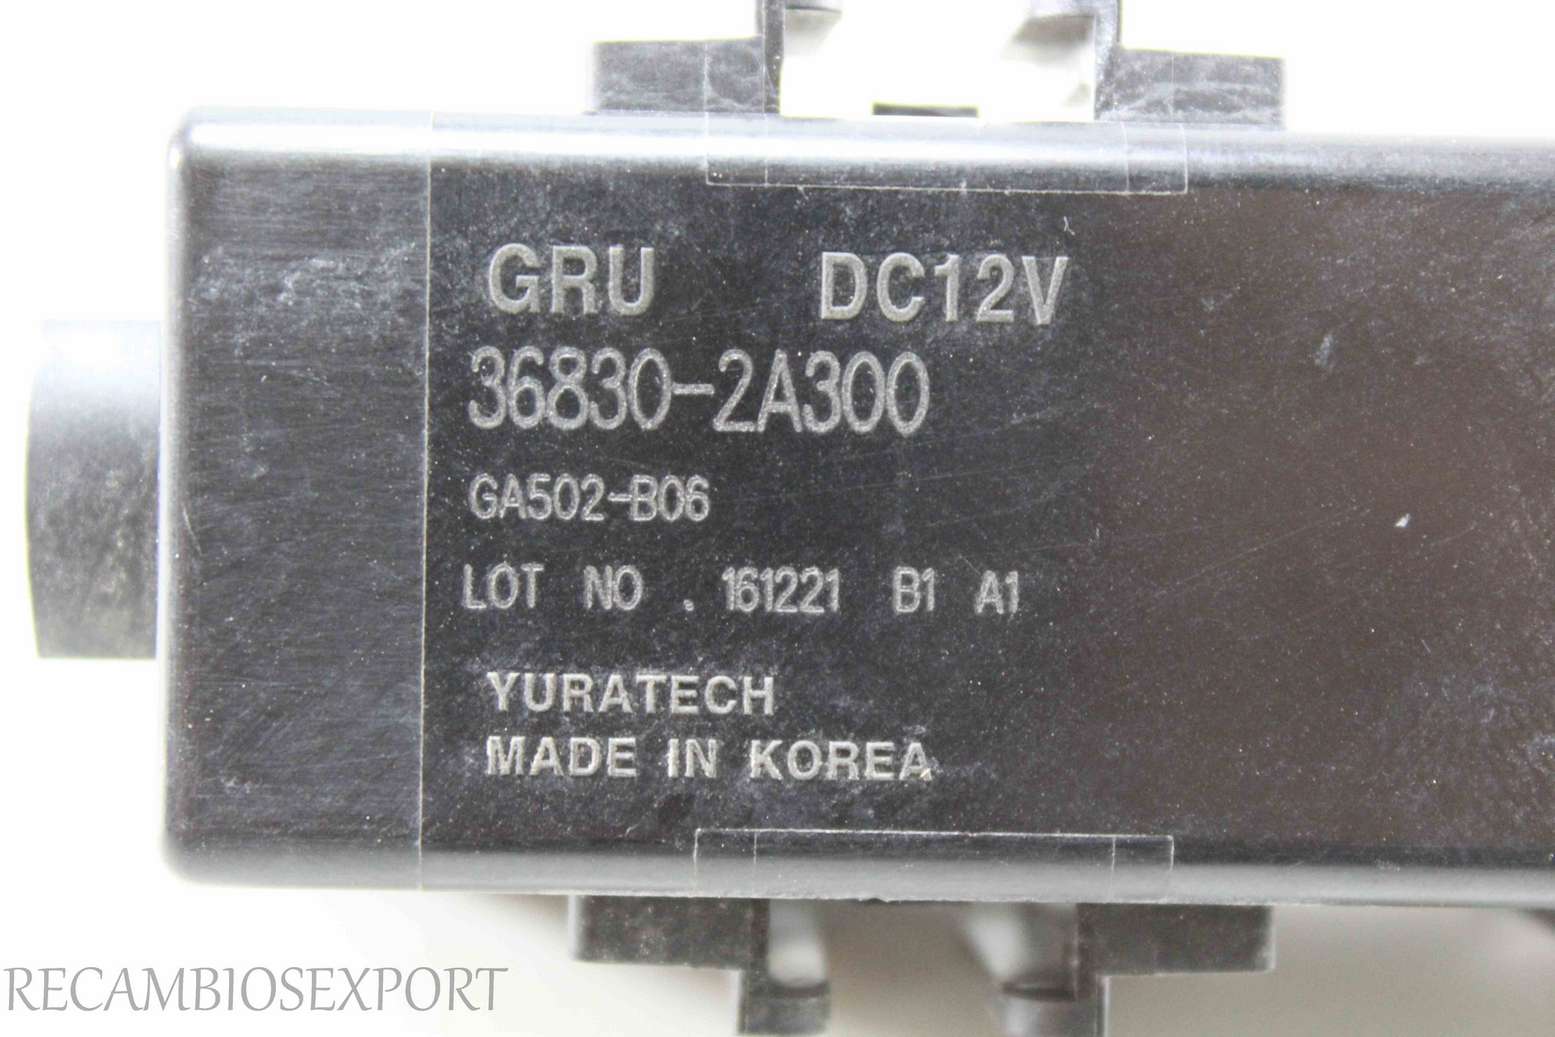 GRU DC12V
36830-2A300
GA502-B06
LOT NO . 161221 B1 A1
YURATECH
MADE IN KOREA
RECAMBIOSEXPORT